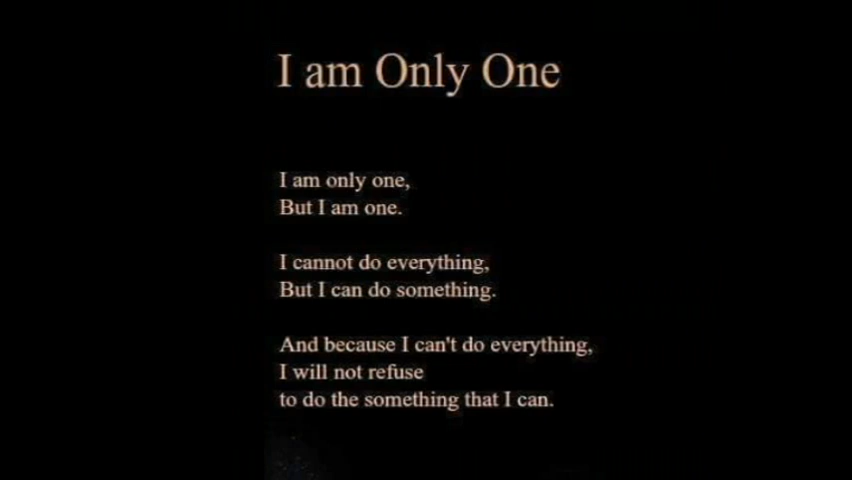 I am Only One
I am only one,
But I am one.
I cannot do everything,
But I can do something.
And because I can't do everything,
I will not refuse
to do the something that I can.